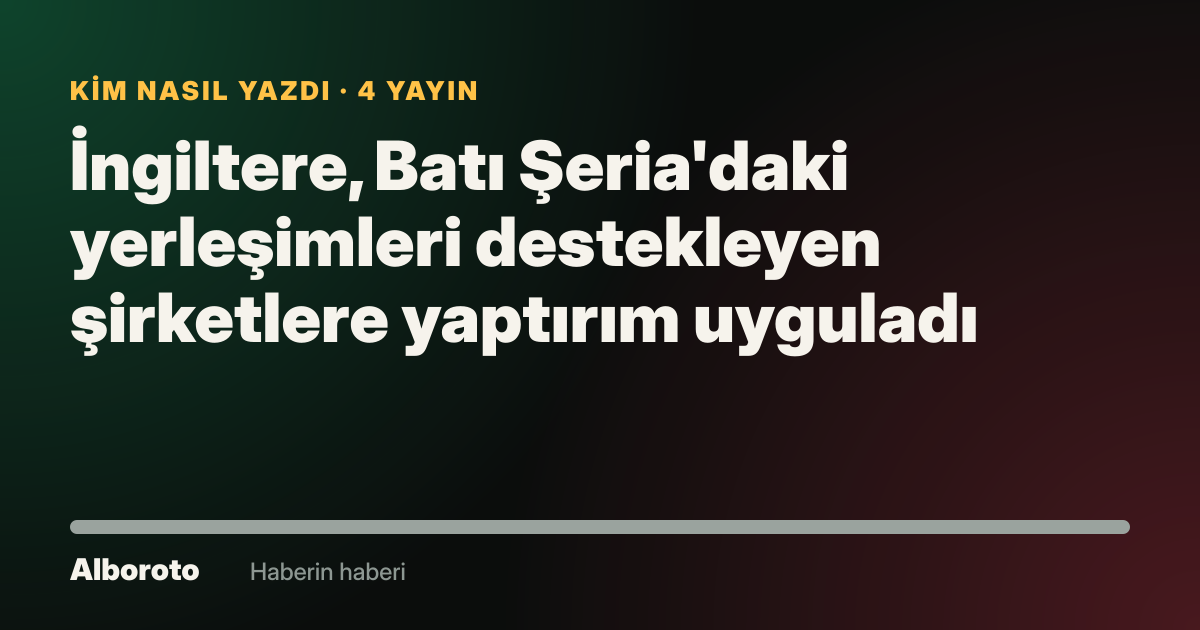 KİM NASIL YAZDI · 4 YAYIN
İngiltere, Batı Şeria'daki
yerleşimleri destekleyen
şirketlere yaptırım uyguladı
Alboroto
Haberin haberi